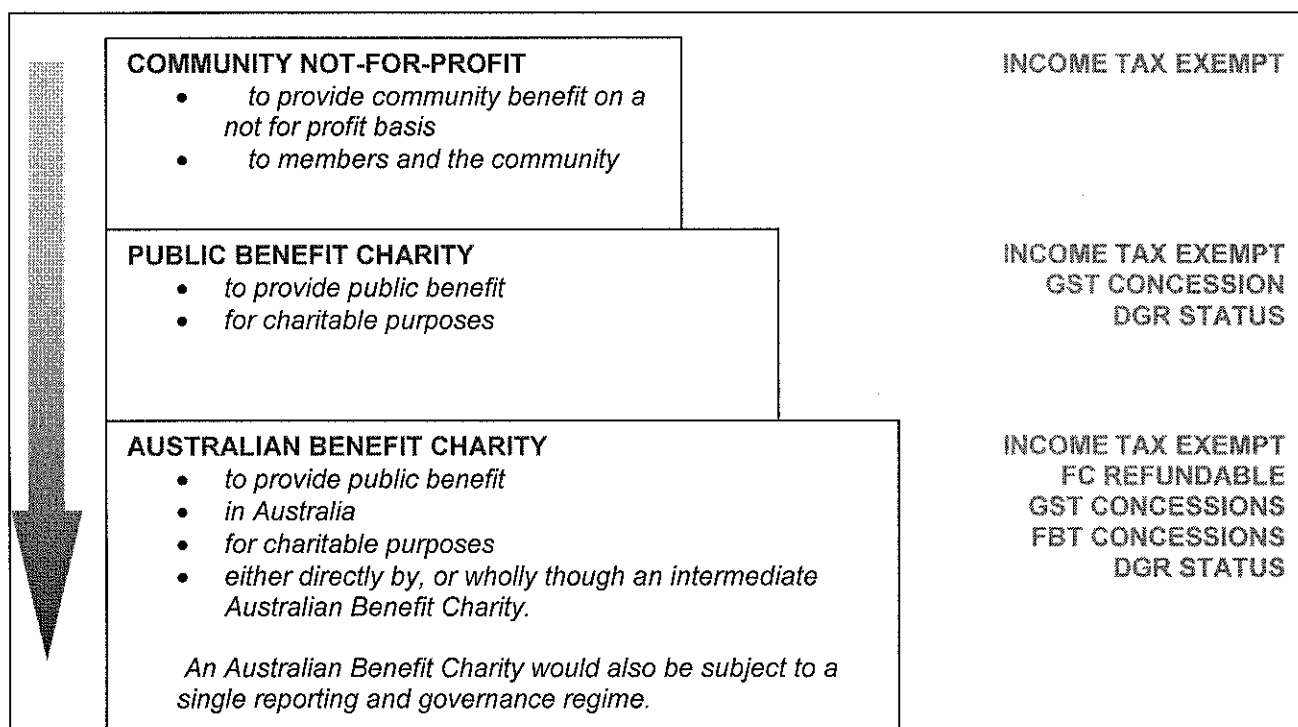 COMMUNITY NOT-FOR-PROFIT
• to provide community benefit on a
not for profit basis
• to members and the community
INCOME TAX EXEMPT
PUBLIC BENEFIT CHARITY
• to provide public benefit
• for charitable purposes
INCOME TAX EXEMPT
GST CONCESSION
DGR STATUS
AUSTRALIAN BENEFIT CHARITY
• to provide public benefit
• in Australia
• for charitable purposes
• either directly by, or wholly though an intermediate
Australian Benefit Charity.
An Australian Benefit Charity would also be subject to a
single reporting and governance regime.
INCOME TAX EXEMPT
FC REFUNDABLE
GST CONCESSIONS
FBT CONCESSIONS
DGR STATUS